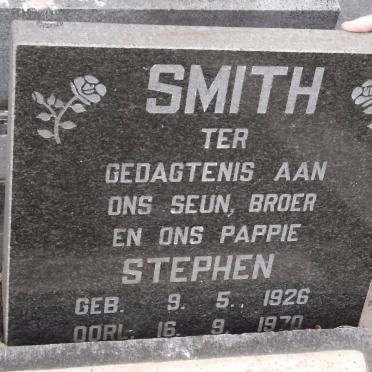 SMITH
TER
GEDAGTENIS AAN
ONS SEUN, BROER
EN ONS PAPPIE
STEPHEN
GEB. 9. 5. 1926
OORL. 16. 9. 1970